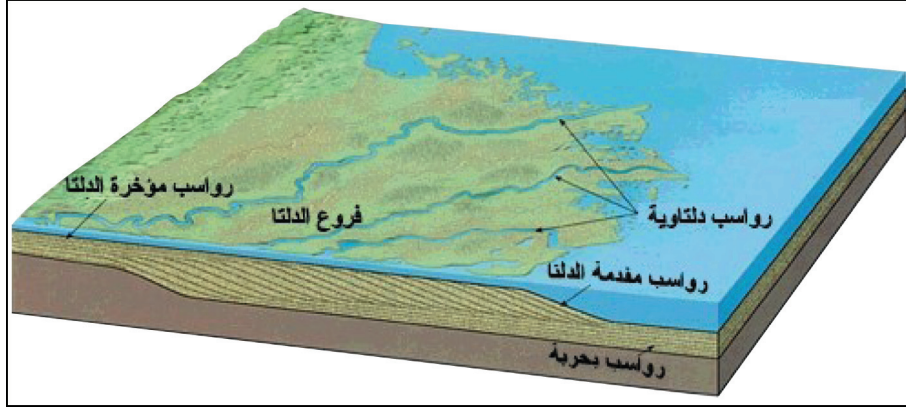 رواسب مؤخرة الدلتا
فروع الدلتا
رواسب دلتاوية
رواسب مقدمة الدلتا
رواسب بحرية